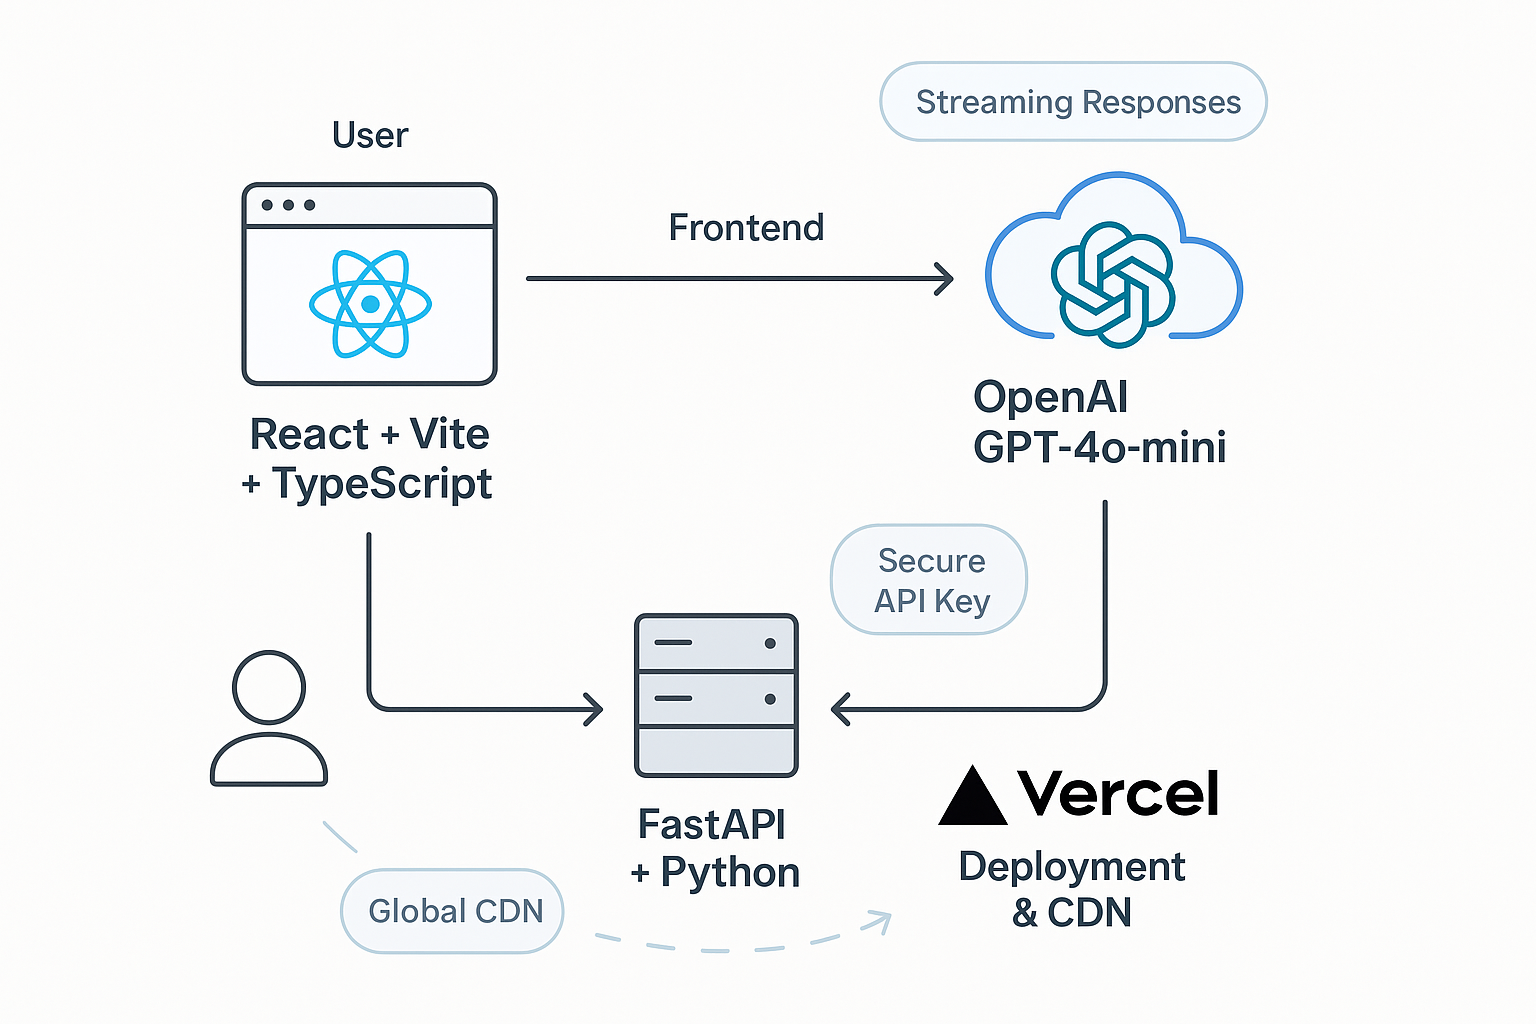 Streaming Responses
User
Frontend
OpenAI
GPT-4o-mini
React + Vite
+ TypeScript
Secure
API Key
Vercel
FastAPI
+ Python
Deployment
& CDN
Global CDN